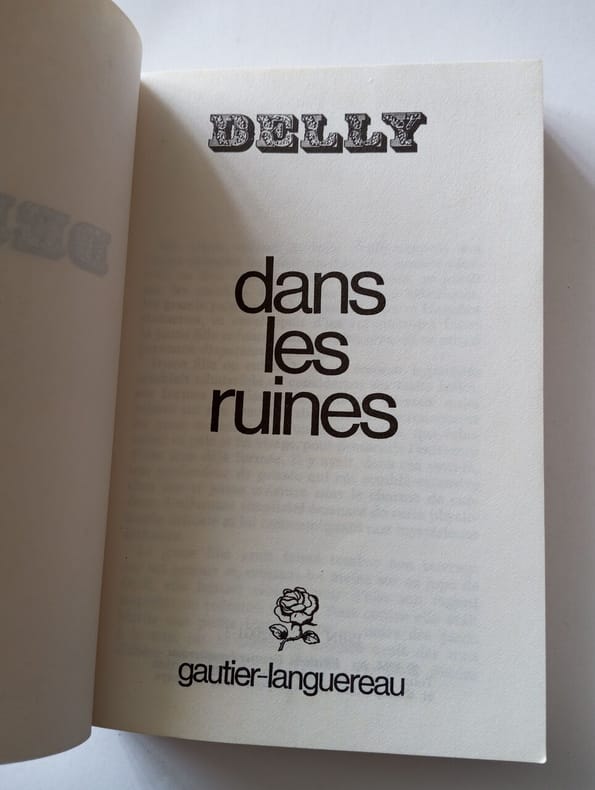 DELLY
dans
les
ruines
gautier-languereau